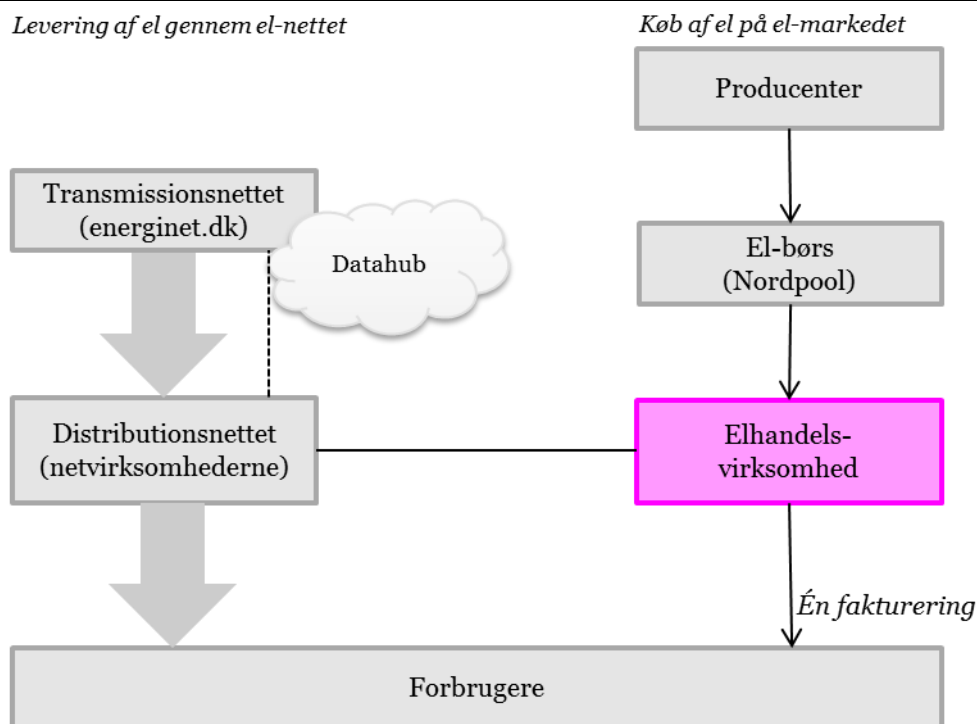 Levering af el gennem el-nettet
Køb af el på el-markedet
Producenter
Transmissionsnettet
(energinet.dk)
Datahub
El-børs
(Nordpool)
Distributionsnettet
(netvirksomhederne)
Elhandels-
virksomhed
Én fakturering
Forbrugere